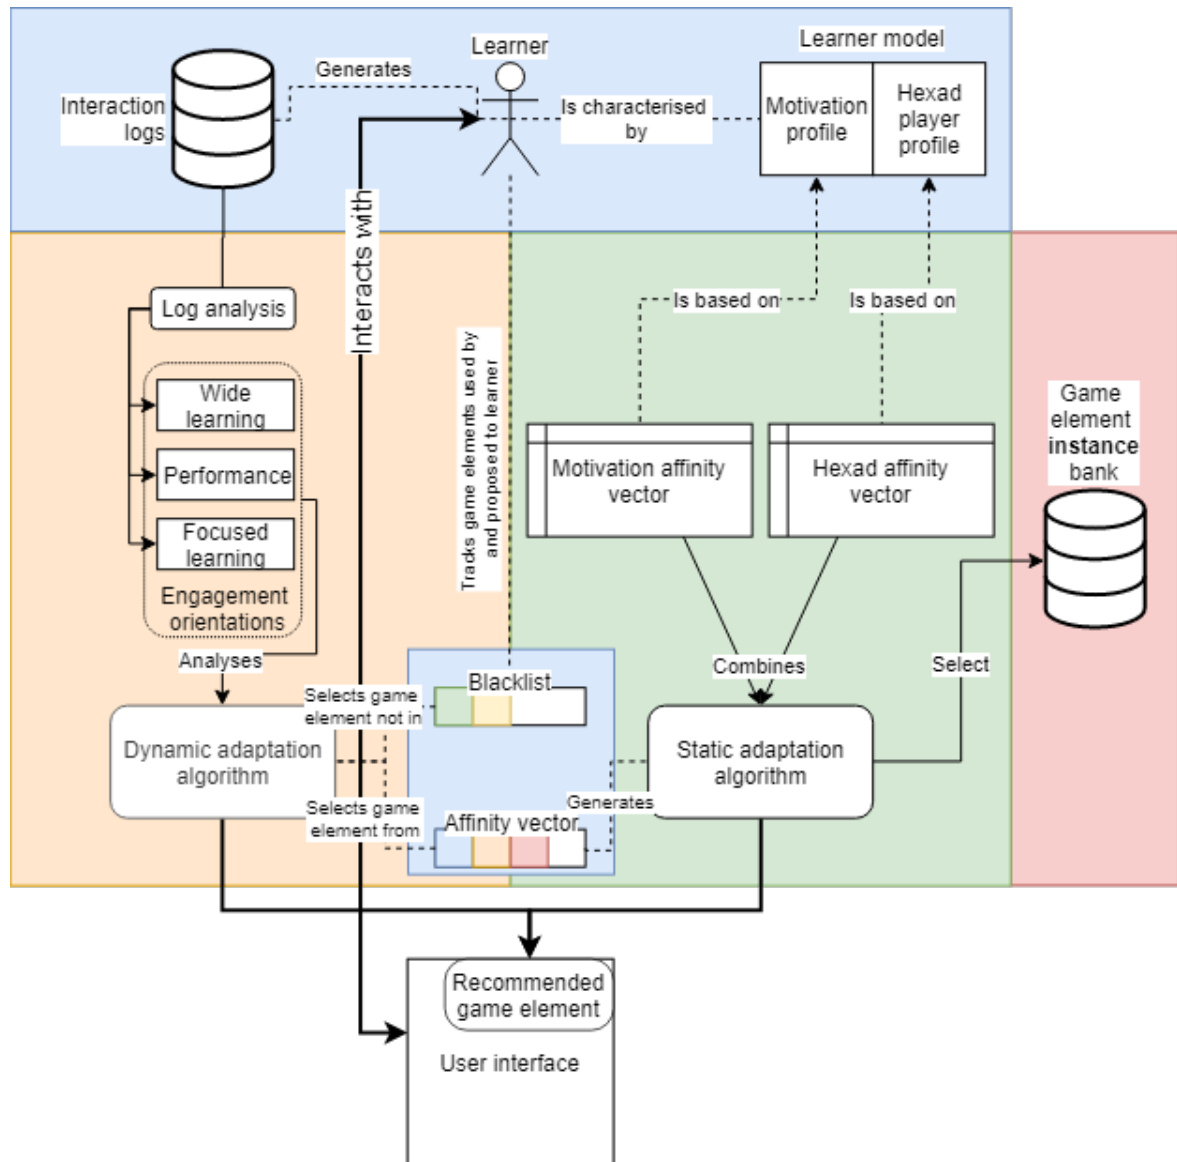 Learner
Learner model
Generates
Interaction
logs
Is characterised
by
Motivation
profile
Hexad
player
profile
Interacts with
Is based on
Is based on
Log analysis
Wide
learning
Performance
Focused
learning
Engagement
orientations
Tracks game elements used by
and proposed to learner
Motivation affinity
vector
Hexad affinity
vector
Game
element
instance
bank
Analyses
Combines
Select
Selects game
element not in
Blacklist
Dynamic adaptation
algorithm
Static adaptation
algorithm
Selects game
element from
Affinity vector
Generates
Recommended
game element
User interface